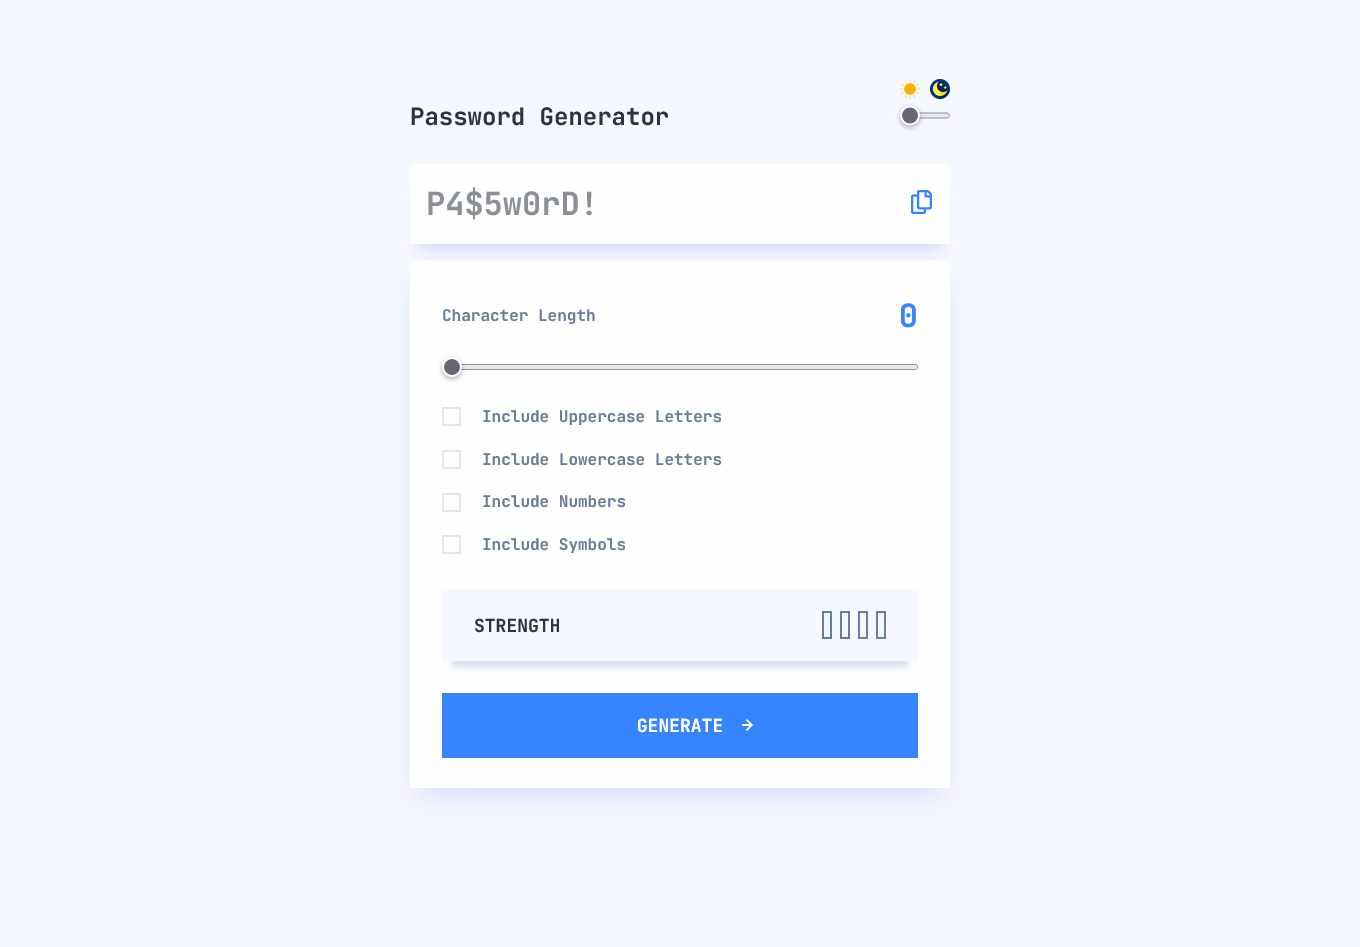 Password Generator
P4$5w0rD!
Character Length
0
Include Uppercase Letters
Include Lowercase Letters
Include Numbers
Include Symbols
STRENGTH
GENERATE →